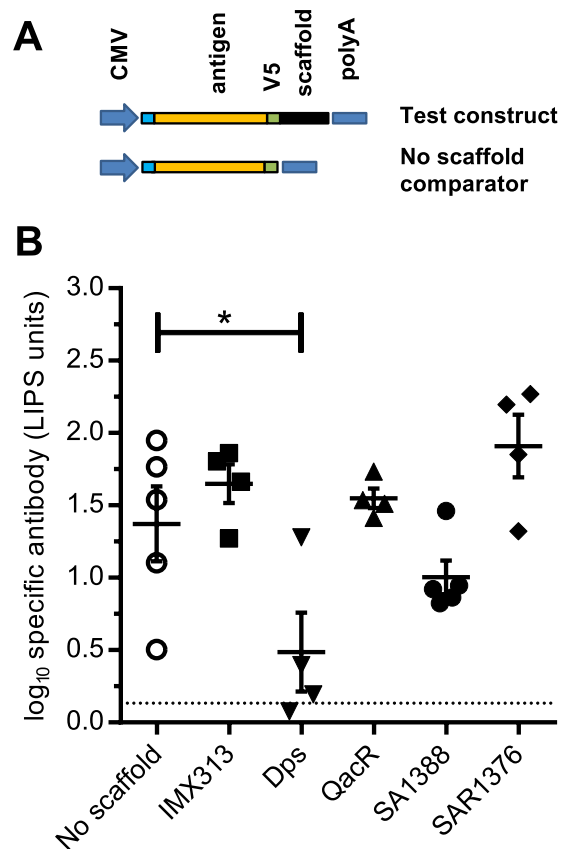 A
CMV
antigen
V5
scaffold
polyA
Test construct
No scaffold
comparator
B
log10 specific antibody (LIPS units)
3.0
2.5
2.0
1.5
1.0
0.5
0.0
*
No scaffold
IMX313
Dps
QacR
SA1388
SAR1376